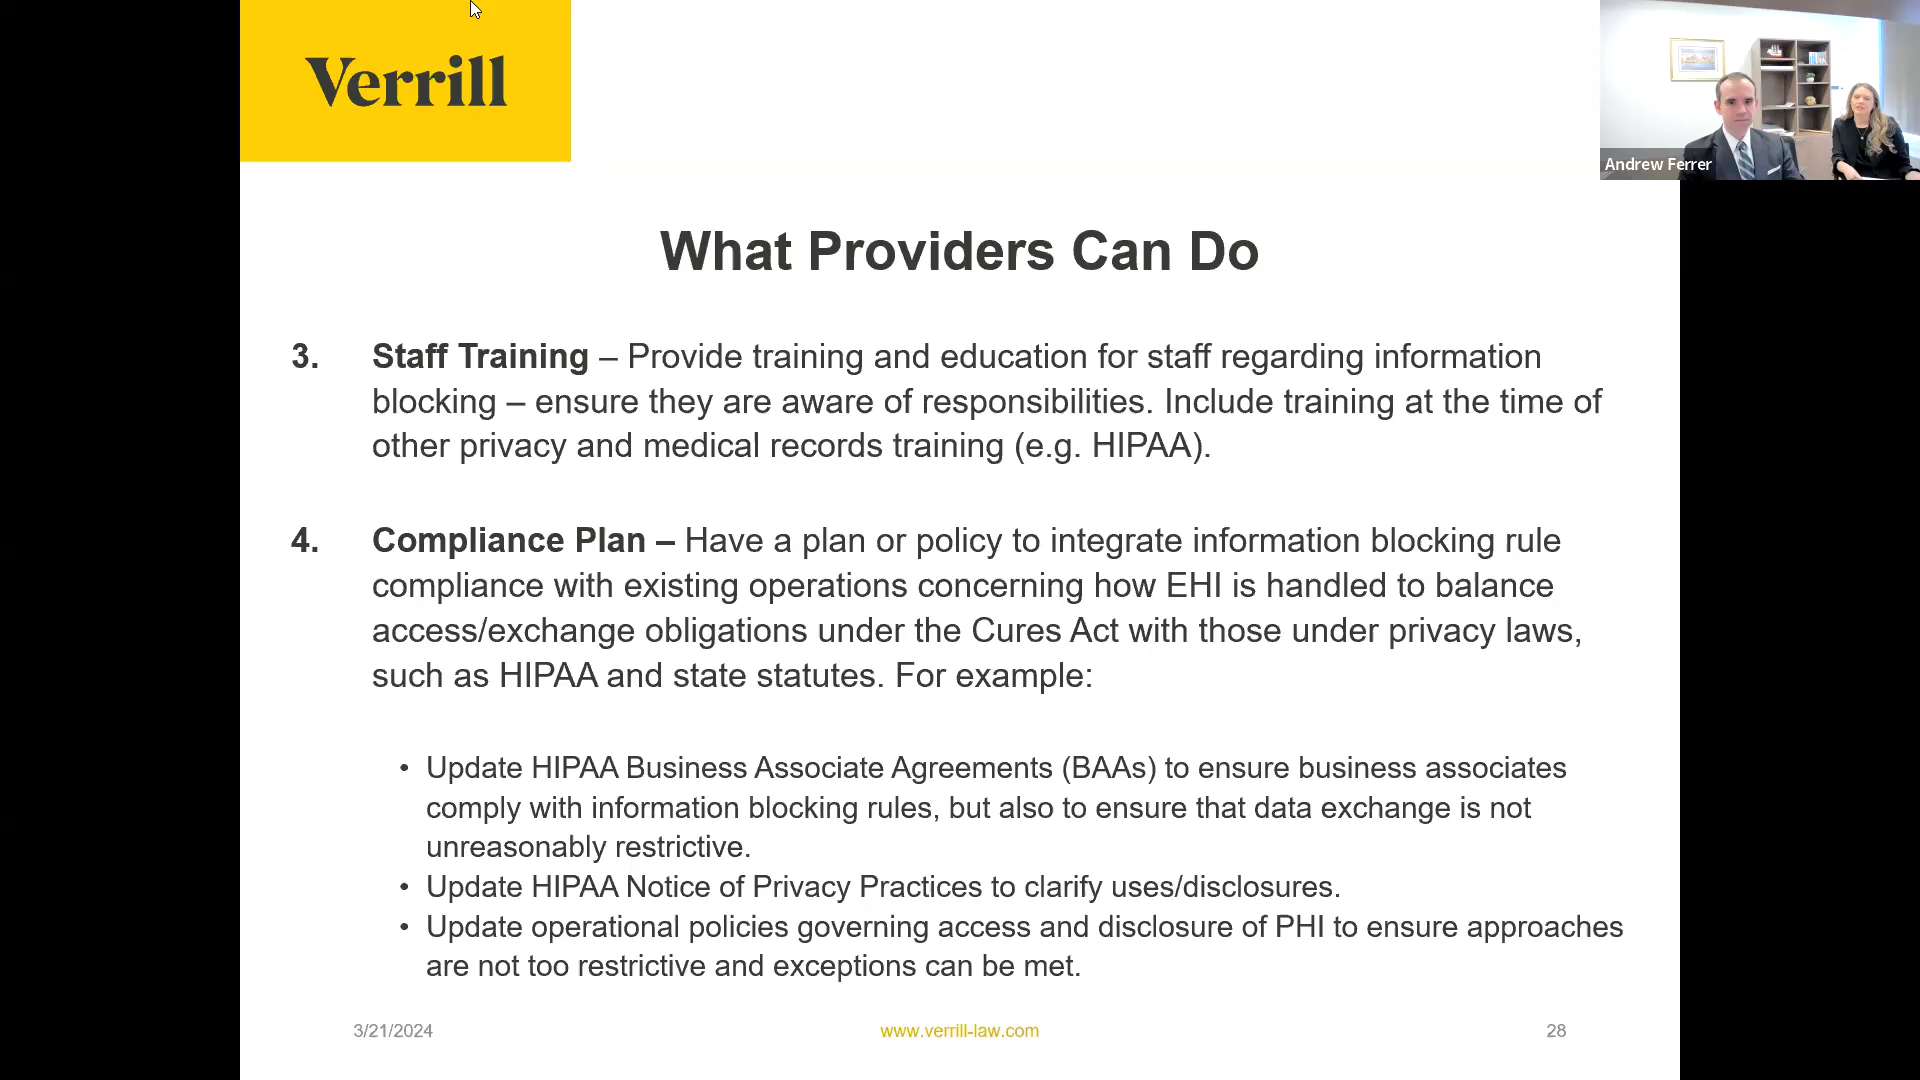 Verrill
Andrew Ferrer
What Providers Can Do
3. Staff Training – Provide training and education for staff regarding information
blocking – ensure they are aware of responsibilities. Include training at the time of
other privacy and medical records training (e.g. HIPAA).
4. Compliance Plan – Have a plan or policy to integrate information blocking rule
compliance with existing operations concerning how EHI is handled to balance
access/exchange obligations under the Cures Act with those under privacy laws,
such as HIPAA and state statutes. For example:
• Update HIPAA Business Associate Agreements (BAAs) to ensure business associates
comply with information blocking rules, but also to ensure that data exchange is not
unreasonably restrictive.
• Update HIPAA Notice of Privacy Practices to clarify uses/disclosures.
• Update operational policies governing access and disclosure of PHI to ensure approaches
are not too restrictive and exceptions can be met.
3/21/2024 www.verrill-law.com 28